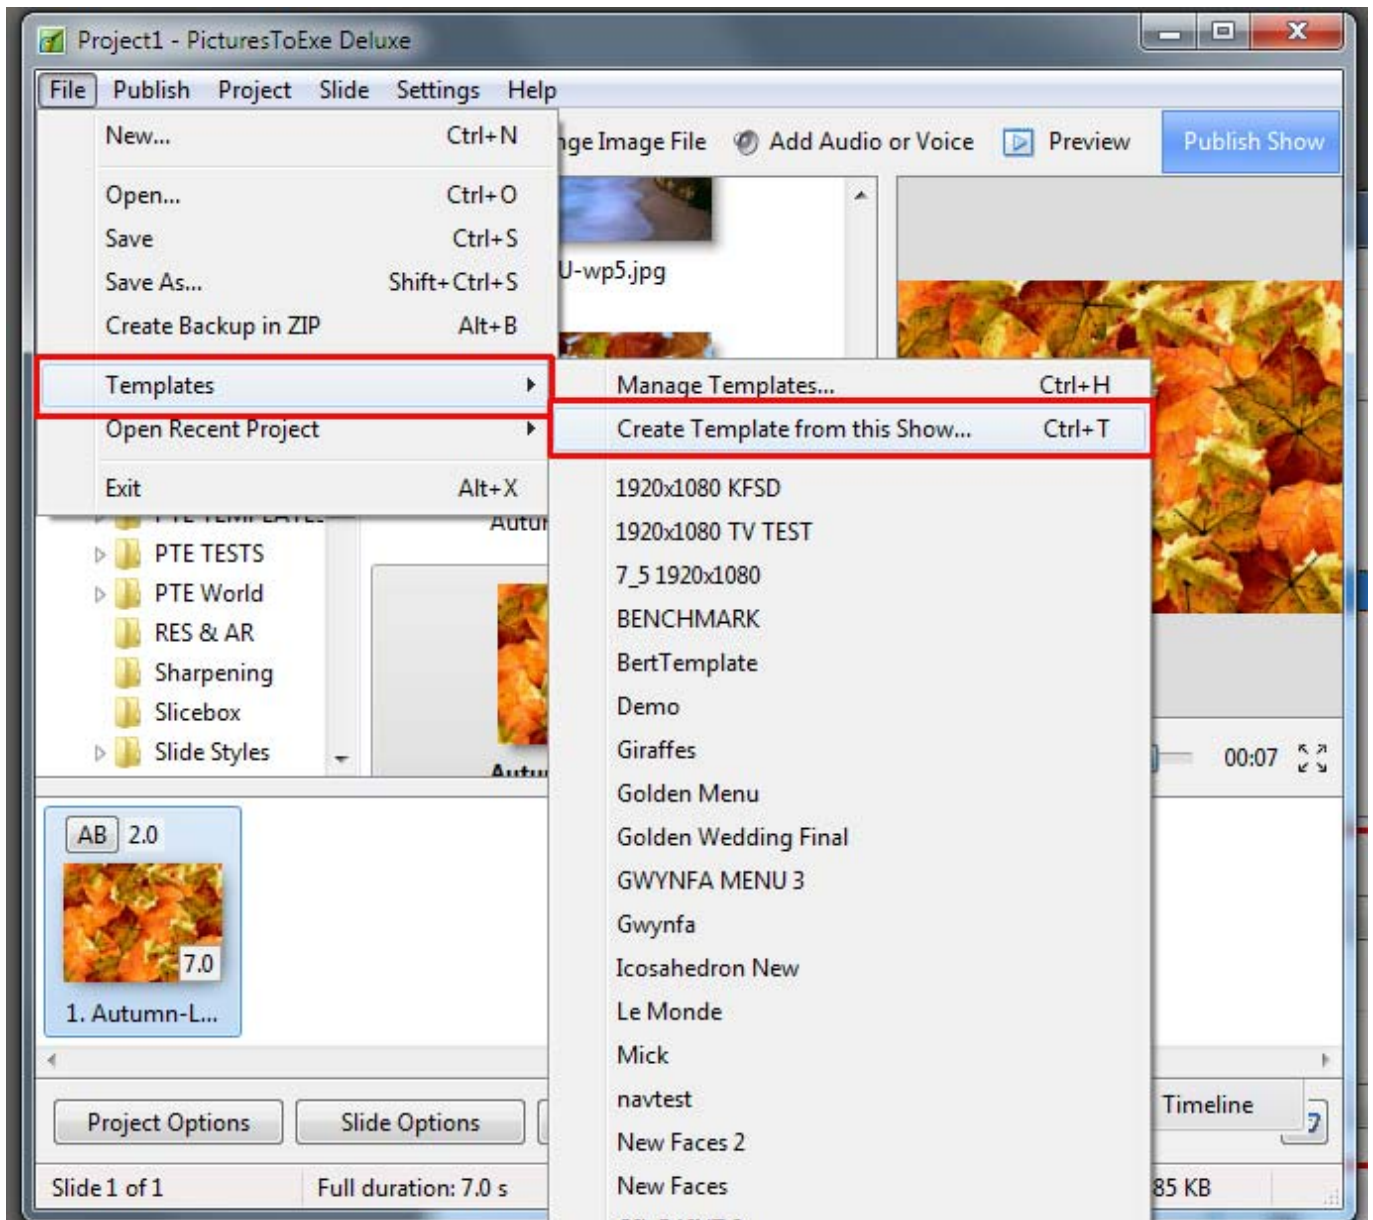 Project1 - PicturesToExe Deluxe
File Publish Project Slide Settings Help
New... Ctrl+N
nge Image File Add Audio or Voice Preview Publish Show
Open... Ctrl+O
Save Ctrl+S
U-wp5.jpg
Save As... Shift+Ctrl+S
Create Backup in ZIP Alt+B
Templates
Manage Templates... Ctrl+H
Open Recent Project
Create Template from this Show... Ctrl+T
Exit Alt+X
1920x1080 KFSD
PTE TEMPLATES
Autu
1920x1080 TV TEST
PTE TESTS
7_5 1920x1080
PTE World
BENCHMARK
RES & AR
BertTemplate
Sharpening
Demo
Slicebox
Giraffes
Slide Styles
00:07
Autu
Golden Menu
AB 2.0
Golden Wedding Final
GWYNFA MENU 3
Gwynfa
7.0
Icosahedron New
1. Autumn-L...
Le Monde
Mick
navtest
Timeline
Project Options Slide Options
New Faces 2
Slide 1 of 1 Full duration: 7.0 s
New Faces
85 KB